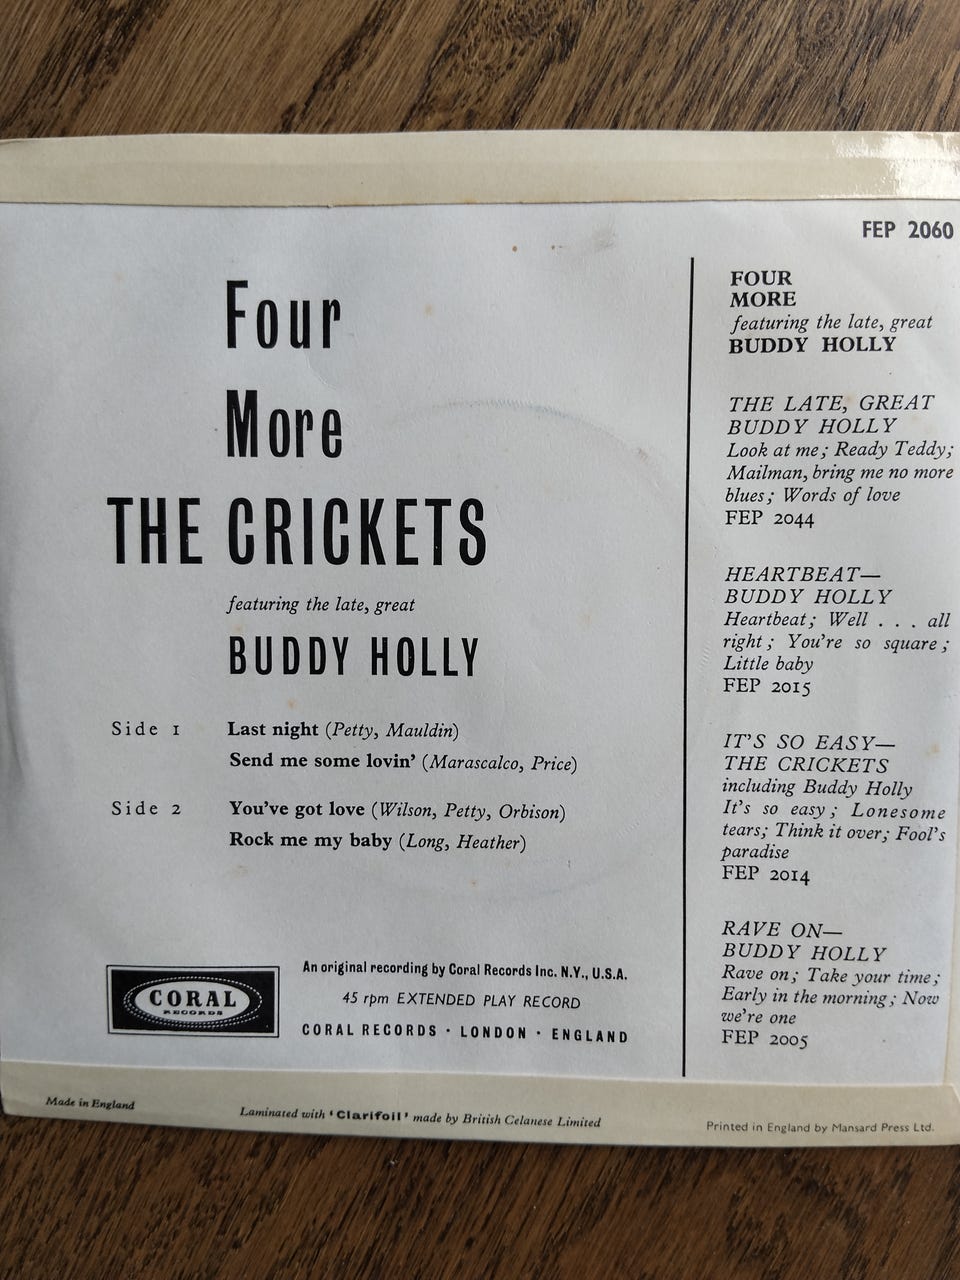 FEP 2060
Four
More
THE CRICKETS
featuring the late, great
BUDDY HOLLY
Side 1 Last night (Petty, Mauldin)
Send me some lovin' (Marascalco, Price)
Side 2 You've got love (Wilson, Petty, Orbison)
Rock me my baby (Long, Heather)
CORAL
RECORDS
An original recording by Coral Records Inc. N.Y., U.S.A.
45 rpm EXTENDED PLAY RECORD
CORAL RECORDS · LONDON · ENGLAND
FOUR
MORE
featuring the late, great
BUDDY HOLLY
THE LATE, GREAT
BUDDY HOLLY
Look at me; Ready Teddy;
Mailman, bring me no more
blues; Words of love
FEP 2044
HEARTBEAT—
BUDDY HOLLY
Heartbeat; Well . . . all
right; You're so square;
Little baby
FEP 2015
IT'S SO EASY—
THE CRICKETS
including Buddy Holly
It's so easy; Lonesome
tears; Think it over; Fool's
paradise
FEP 2014
RAVE ON—
BUDDY HOLLY
Rave on; Take your time;
Early in the morning; Now
we're one
FEP 2005
Made in England
Laminated with 'Clarifoil' made by British Celanese Limited
Printed in England by Mansard Press Ltd.